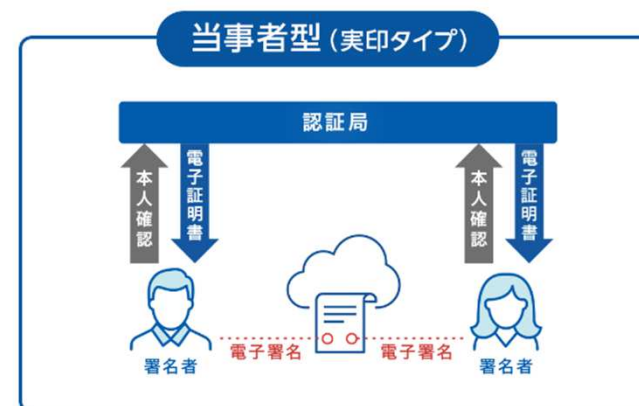 当事者型（実印タイプ）
認証局
本人確認
電子証明書
本人確認
電子証明書
電子署名
電子署名
署名者
署名者